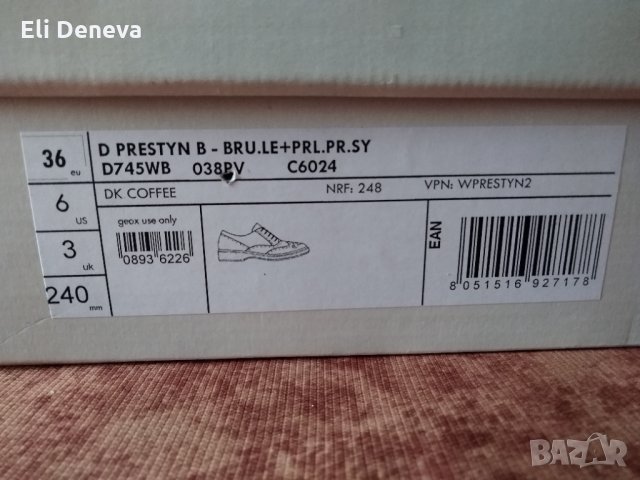 Eli Deneva
36 eu
D PRESTYN B - BRU.LE+PRL.PR.SY
D745WB 038PV C6024
6 US
DK COFFEE NRF: 248 VPN: WPRESTYN2
3 uk
geox use only
0893 6226
EAN
8 051516 927178
240 mm
BAZAR